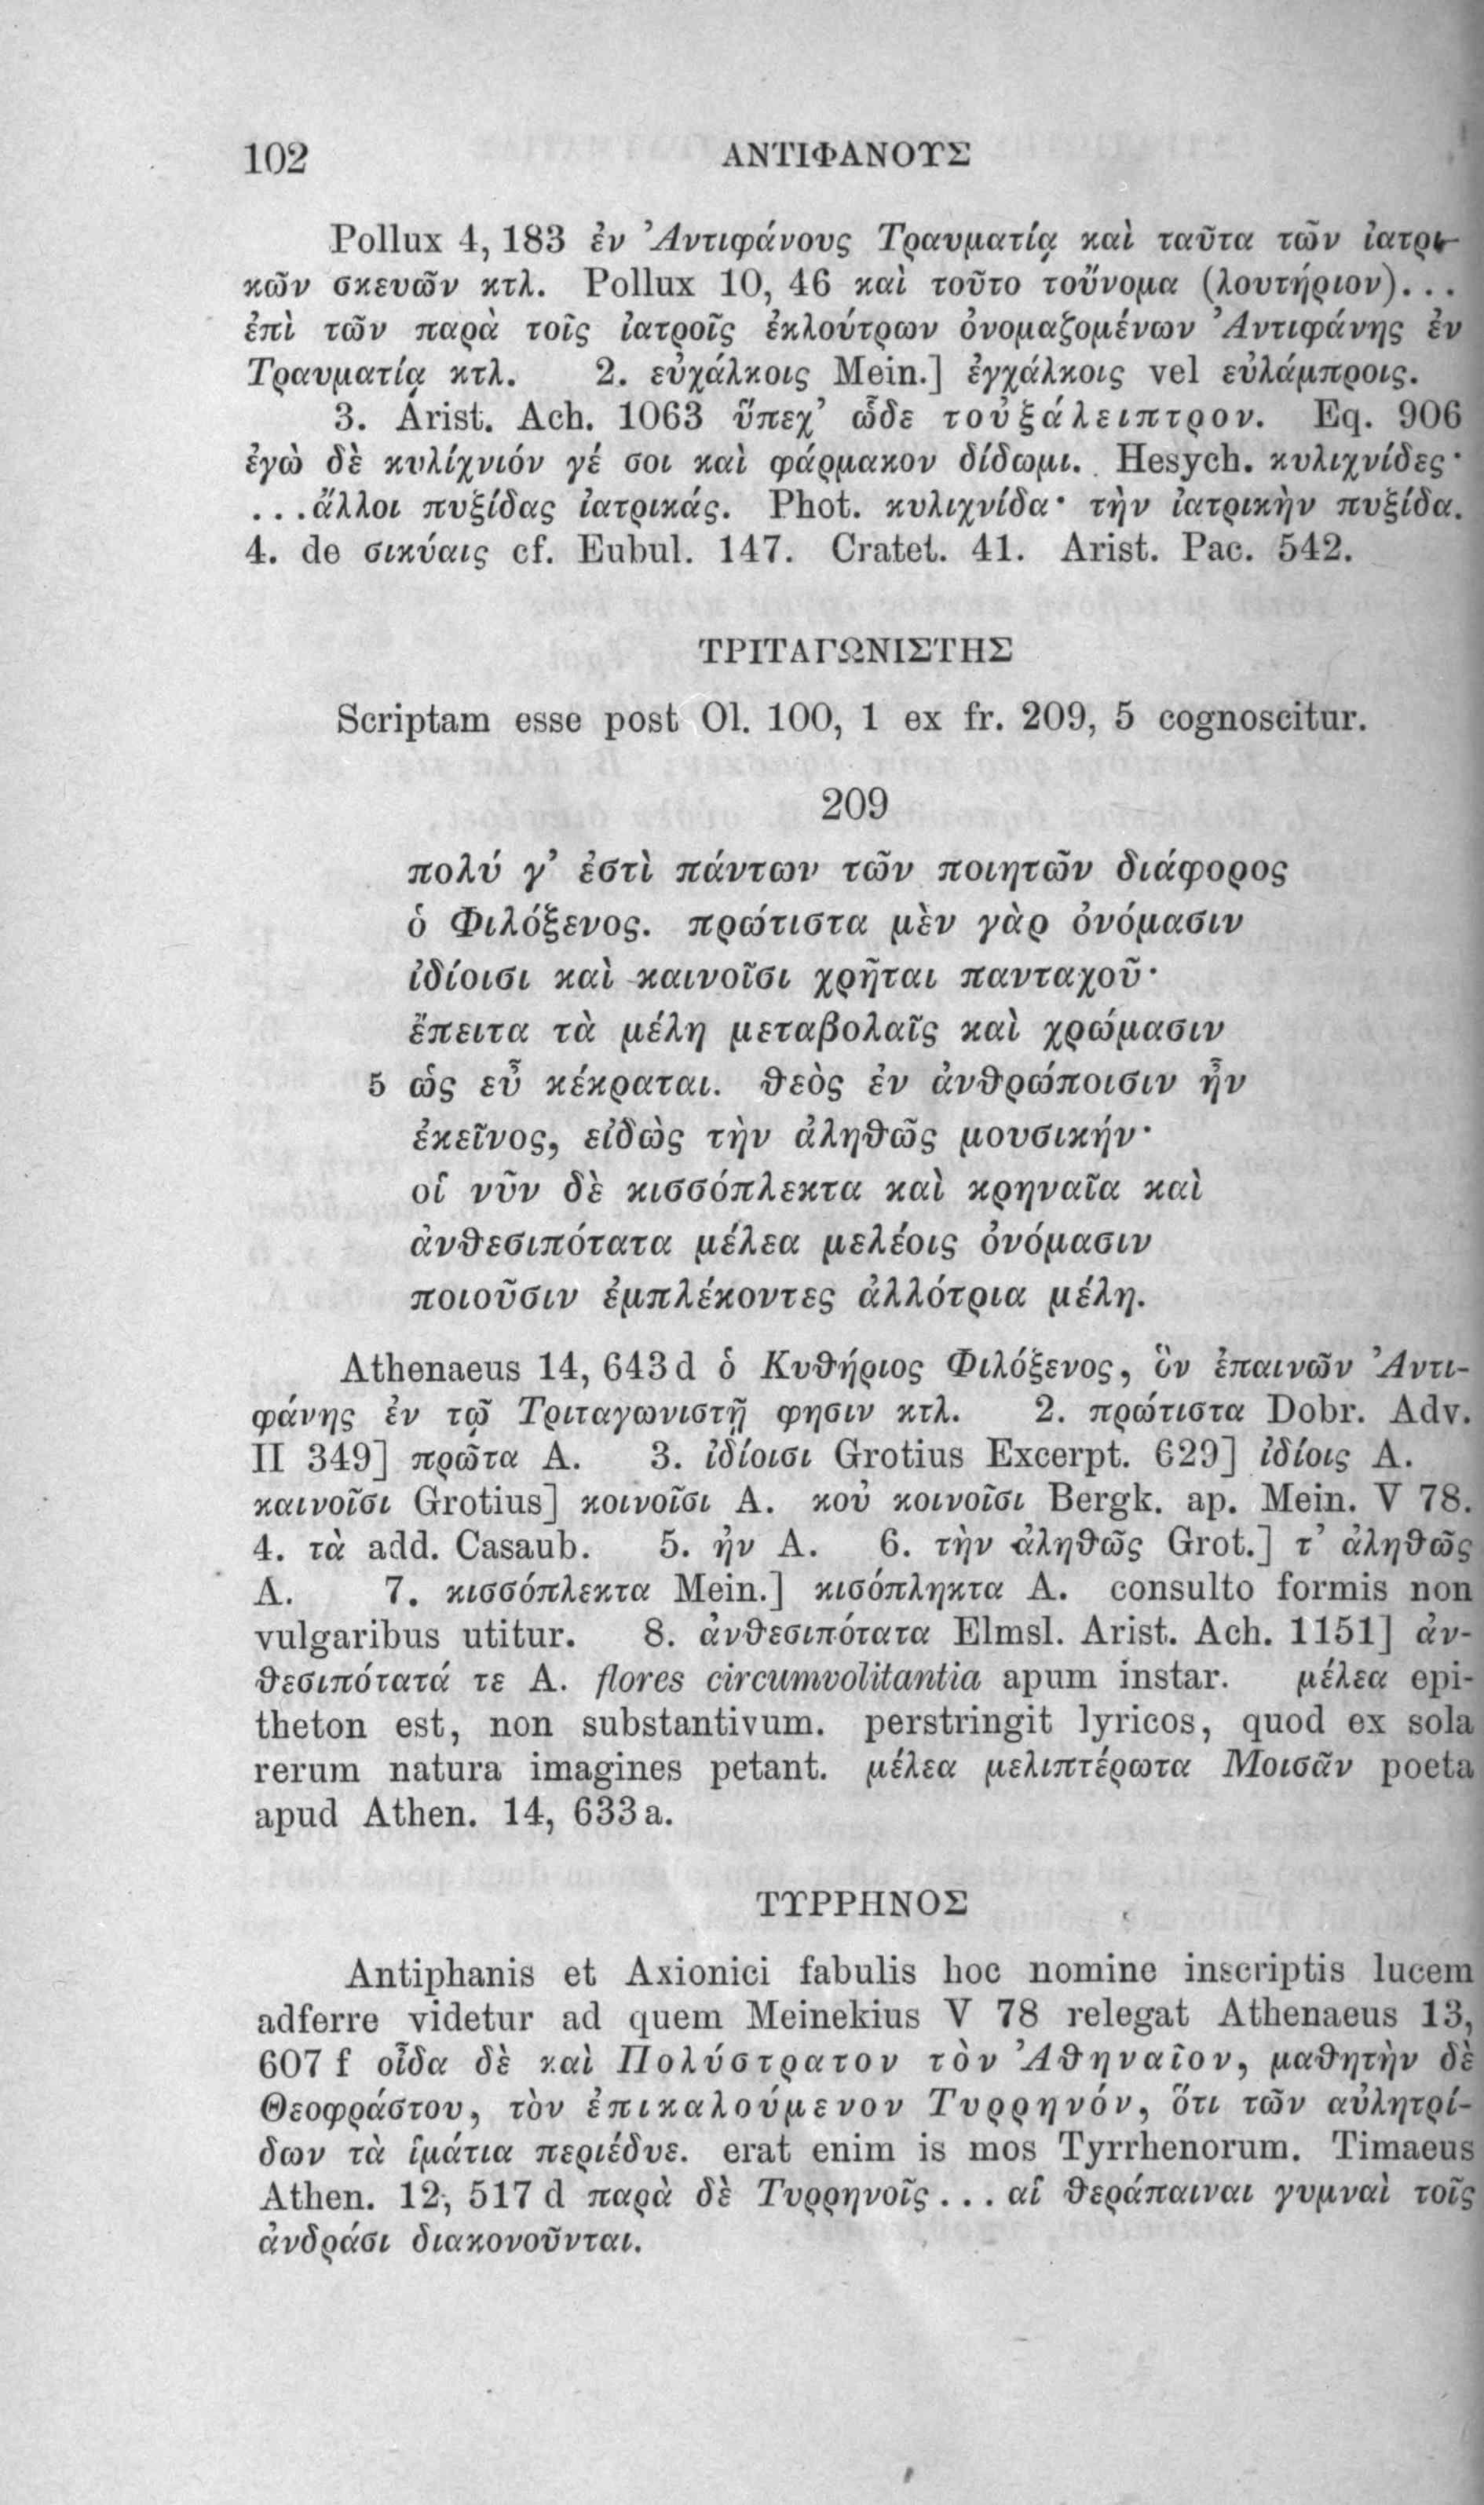 102 ΑΝΤΙΦΑΝΟΥΣ
Pollux 4, 183 ἐν Ἀντιφάνους Τραυματίᾳ καὶ ταῦτα τῶν ἰατρι-
κῶν σκευῶν κτλ. Pollux 10, 46 καὶ τοῦτο τοὔνομα (λουτήριον)...
ἐπὶ τῶν παρὰ τοῖς ἰατροῖς ἐκλούτρων ὀνομαζομένων Ἀντιφάνης ἐν
Τραυματίᾳ κτλ. 2. εὐχάλκοις Mein.] ἐγχάλκοις vel εὐλάμπροις.
3. Arist. Ach. 1063 ὕπεχ’ ὧδε τοὐξάλειπτρον. Eq. 906
ἐγὼ δὲ κυλίχνιόν γέ σοι καὶ φάρμακον δίδωμι. Hesych. κυλιχνίδες·
...ἄλλοι πυξίδας ἰατρικάς. Phot. κυλιχνίδα· τὴν ἰατρικὴν πυξίδα.
4. de σικύαις cf. Eubul. 147. Cratet. 41. Arist. Pac. 542.
ΤΡΙΤΑΓΩΝΙΣΤΗΣ
Scriptam esse post Ol. 100, 1 ex fr. 209, 5 cognoscitur.
209
πολύ γ’ ἐστὶ πάντων τῶν ποιητῶν διάφορος
ὁ Φιλόξενος. πρώτιστα μὲν γὰρ ὀνόμασιν
ἰδίοισι καὶ καινοῖσι χρῆται πανταχοῦ·
ἔπειτα τὰ μέλη μεταβολαῖς καὶ χρώμασιν
5 ὡς εὖ κέκραται. θεὸς ἐν ἀνθρώποισιν ἦν
ἐκεῖνος, εἰδὼς τὴν ἀληθῶς μουσικήν·
οἱ νῦν δὲ κισσόπλεκτα καὶ κρηναῖα καὶ
ἀνθεσιπότατα μέλεα μελέοις ὀνόμασιν
ποιοῦσιν ἐμπλέκοντες ἀλλότρια μέλη.
Athenaeus 14, 643 d ὁ Κυθήριος Φιλόξενος, ὃν ἐπαινῶν Ἀντι-
φάνης ἐν τῷ Τριταγωνιστῇ φησιν κτλ. 2. πρώτιστα Dobr. Adv.
II 349] πρῶτα A. 3. ἰδίοισι Grotius Excerpt. 629] ἰδίοις A.
καινοῖσι Grotius] κοινοῖσι A. κοὐ κοινοῖσι Bergk. ap. Mein. V 78.
4. τὰ add. Casaub. 5. ἠν A. 6. τὴν ἀληθῶς Grot.] τ’ ἀληθῶς
A. 7. κισσόπλεκτα Mein.] κισόπληκτα A. consulto formis non
vulgaribus utitur. 8. ἀνθεσιπότατα Elmsl. Arist. Ach. 1151] ἀν-
θεσιπότατά τε A. flores circumvolitantia apum instar. μέλεα epi-
theton est, non substantivum. perstringit lyricos, quod ex sola
rerum natura imagines petant. μέλεα μελιπτέρωτα Μοισᾶν poeta
apud Athen. 14, 633 a.
ΤΥΡΡΗΝΟΣ
Antiphanis et Axionici fabulis hoc nomine inscriptis lucem
adferre videtur ad quem Meinekius V 78 relegat Athenaeus 13,
607 f οἶδα δὲ καὶ Πολύστρατον τὸν Ἀθηναῖον, μαθητὴν δὲ
Θεοφράστου, τὸν ἐπικαλούμενον Τυρρηνόν, ὅτι τῶν αὐλητρί-
δων τὰ ἱμάτια περιέδυε. erat enim is mos Tyrrhenorum. Timaeus
Athen. 12, 517 d παρὰ δὲ Τυρρηνοῖς... αἱ θεράπαιναι γυμναὶ τοῖς
ἀνδράσι διακονοῦνται.